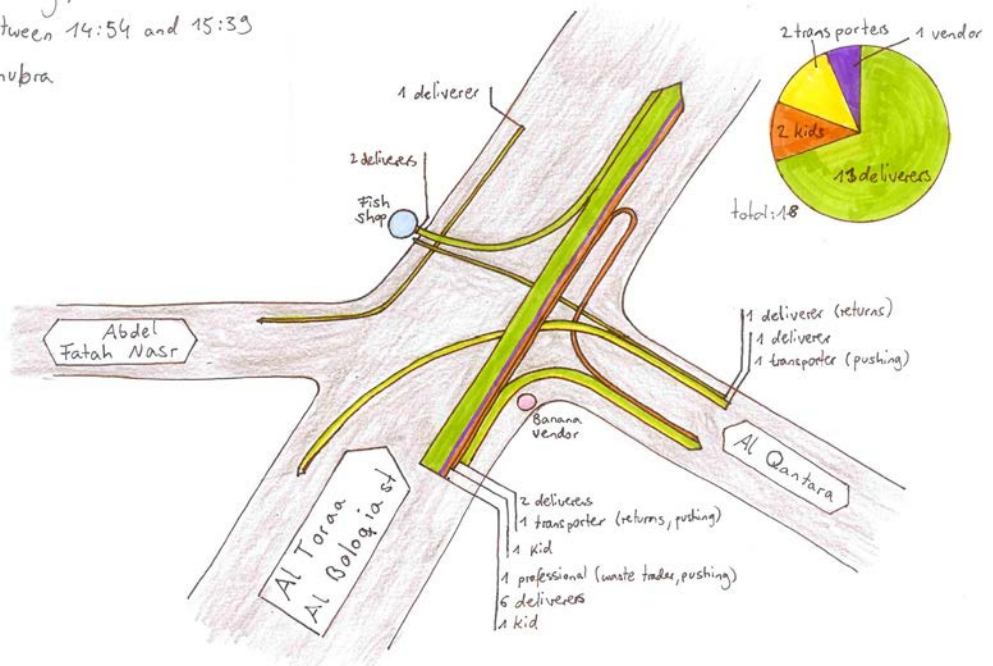 between 14:54 and 15:39
2 transporters
1 vendor
2 kids
13 deliverers
total: 18
1 deliverer
2 deliverers
Fish
shop
Abdel
Fatah Nasr
1 deliverer (returns)
1 deliverer
1 transporter (pushing)
Banana
vendor
Al Qantara
Al Toraa
Al Bologia st
2 deliverers
1 transporter (returns, pushing)
1 kid
1 professional (waste trader, pushing)
6 deliverers
1 kid